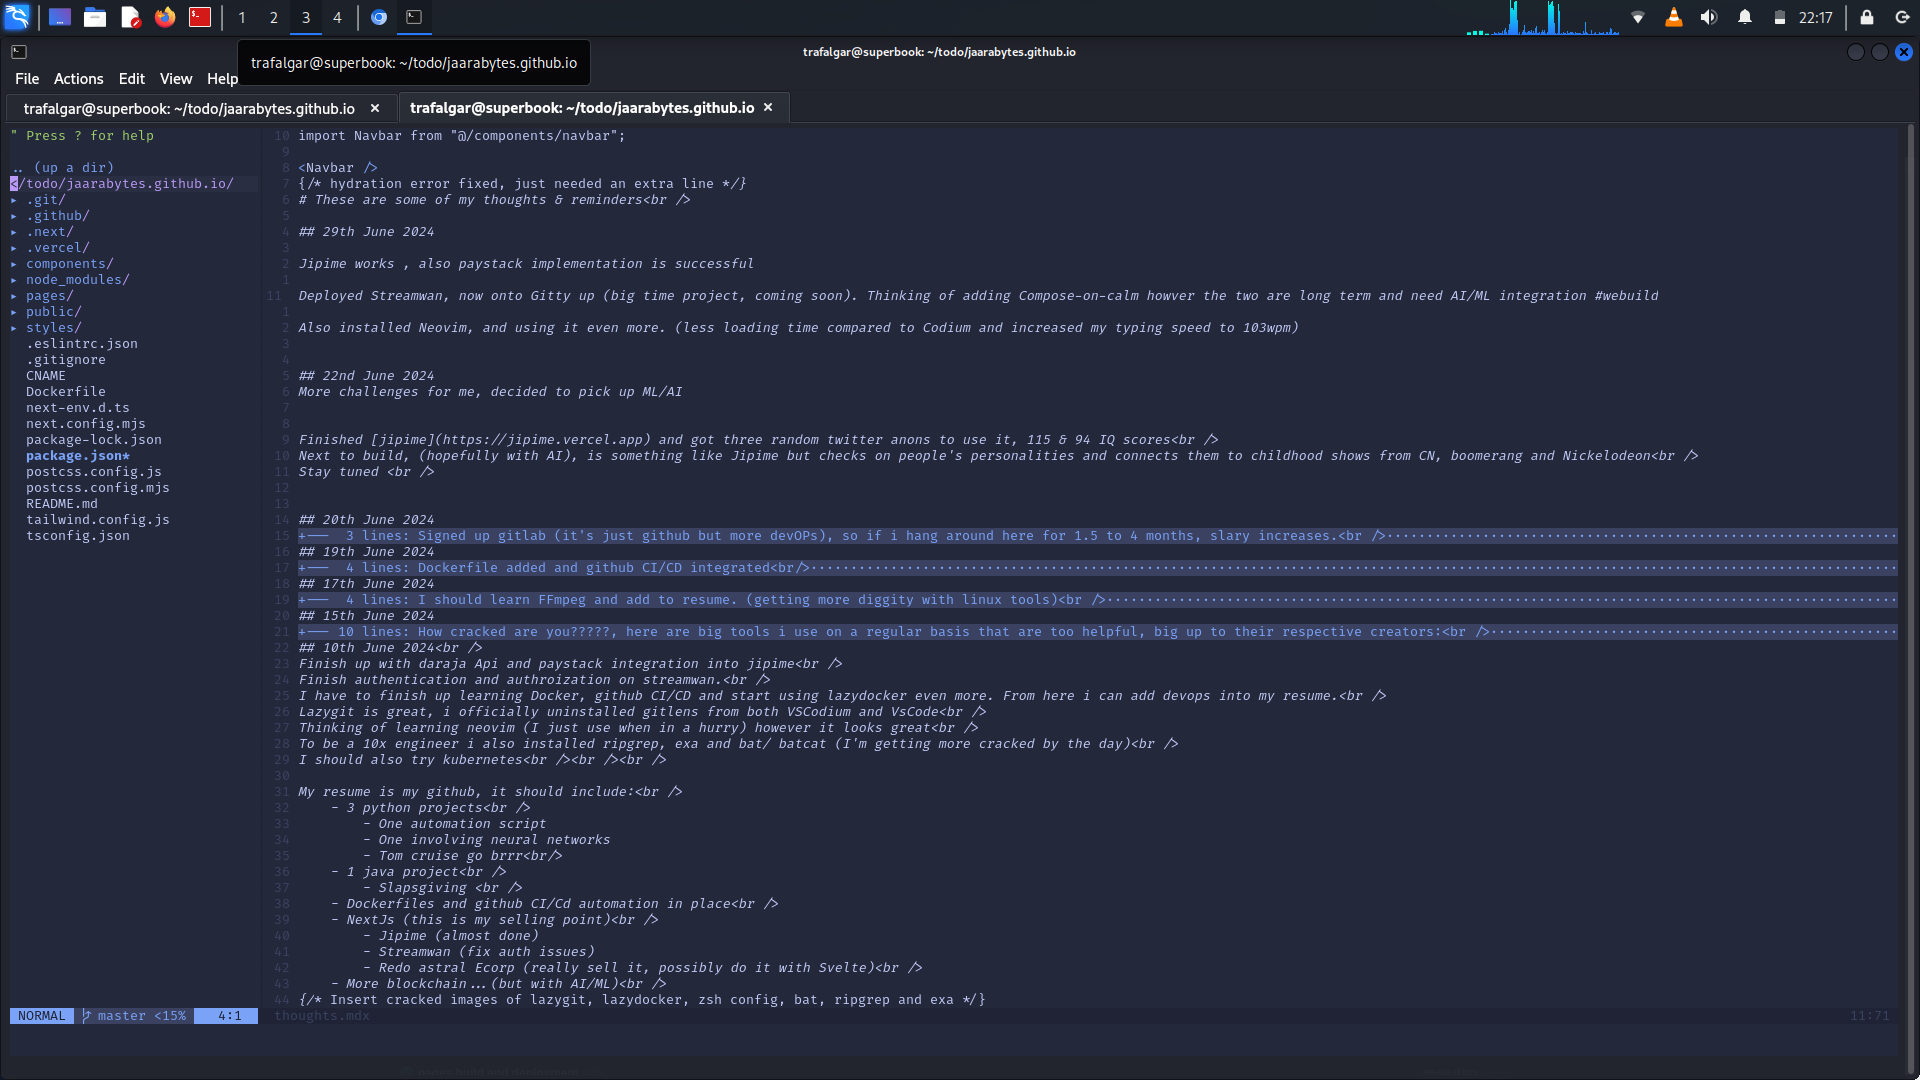 1 2 3 4
22:17
trafalgar@superbook: ~/todo/jaarabytes.github.io
File Actions Edit View Help
trafalgar@superbook: ~/todo/jaarabytes.github.io
trafalgar@superbook: ~/todo/jaarabytes.github.io × trafalgar@superbook: ~/todo/jaarabytes.github.io ×
" Press ? for help
.. (up a dir)
</todo/jaarabytes.github.io/
▸ .git/
▸ .github/
▸ .next/
▸ .vercel/
▸ components/
▸ node_modules/
▸ pages/
▸ public/
▸ styles/
.eslintrc.json
.gitignore
CNAME
Dockerfile
next-env.d.ts
next.config.mjs
package-lock.json
package.json*
postcss.config.js
postcss.config.mjs
README.md
tailwind.config.js
tsconfig.json
NORMAL master <15% 4:1
10 import Navbar from "@/components/navbar";
9
8 <Navbar />
7 {/* hydration error fixed, just needed an extra line */}
6 # These are some of my thoughts & reminders<br />
5
4 ## 29th June 2024
3
2 Jipime works , also paystack implementation is successful
1
11 Deployed Streamwan, now onto Gitty up (big time project, coming soon). Thinking of adding Compose-on-calm howver the two are long term and need AI/ML integration #webuild
1
2 Also installed Neovim, and using it even more. (less loading time compared to Codium and increased my typing speed to 103wpm)
3
4
5 ## 22nd June 2024
6 More challenges for me, decided to pick up ML/AI
7
8
9 Finished [jipime](https://jipime.vercel.app) and got three random twitter anons to use it, 115 & 94 IQ scores<br />
10 Next to build, (hopefully with AI), is something like Jipime but checks on people's personalities and connects them to childhood shows from CN, boomerang and Nickelodeon<br />
11 Stay tuned <br />
12
13
14 ## 20th June 2024
15 +--- 3 lines: Signed up gitlab (it's just github but more devOPs), so if i hang around here for 1.5 to 4 months, slary increases.<br />
16 ## 19th June 2024
17 +--- 4 lines: Dockerfile added and github CI/CD integrated<br/>
18 ## 17th June 2024
19 +--- 4 lines: I should learn FFmpeg and add to resume. (getting more diggity with linux tools)<br />
20 ## 15th June 2024
21 +--- 10 lines: How cracked are you?????, here are big tools i use on a regular basis that are too helpful, big up to their respective creators:<br />
22 ## 10th June 2024<br />
23 Finish up with daraja Api and paystack integration into jipime<br />
24 Finish authentication and authroization on streamwan.<br />
25 I have to finish up learning Docker, github CI/CD and start using lazydocker even more. From here i can add devops into my resume.<br />
26 Lazygit is great, i officially uninstalled gitlens from both VSCodium and VsCode<br />
27 Thinking of learning neovim (I just use when in a hurry) however it looks great<br />
28 To be a 10x engineer i also installed ripgrep, exa and bat/ batcat (I'm getting more cracked by the day)<br />
29 I should also try kubernetes<br /><br /><br />
30
31 My resume is my github, it should include:<br />
32 - 3 python projects<br />
33 - One automation script
34 - One involving neural networks
35 - Tom cruise go brrr<br/>
36 - 1 java project<br />
37 - Slapsgiving <br />
38 - Dockerfiles and github CI/Cd automation in place<br />
39 - NextJs (this is my selling point)<br />
40 - Jipime (almost done)
41 - Streamwan (fix auth issues)
42 - Redo astral Ecorp (really sell it, possibly do it with Svelte)<br />
43 - More blockchain...(but with AI/ML)<br />
44 {/* Insert cracked images of lazygit, lazydocker, zsh config, bat, ripgrep and exa */}
thoughts.mdx 11:71